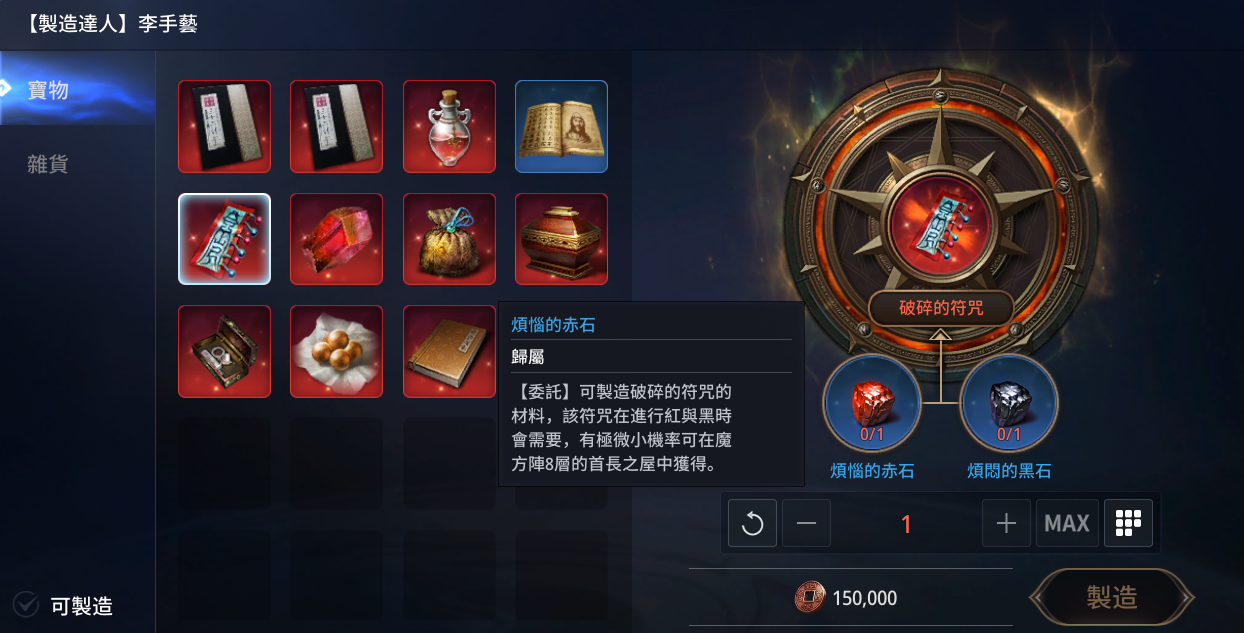 【製造達人】李手藝
寶物
雜貨
煩惱的赤石
歸屬
【委託】可製造破碎的符咒的
材料，該符咒在進行紅與黑時
會需要，有極微小機率可在魔
方陣8層的首長之屋中獲得。
破碎的符咒
0/1
0/1
煩惱的赤石
煩悶的黑石
1
MAX
150,000
製造
可製造